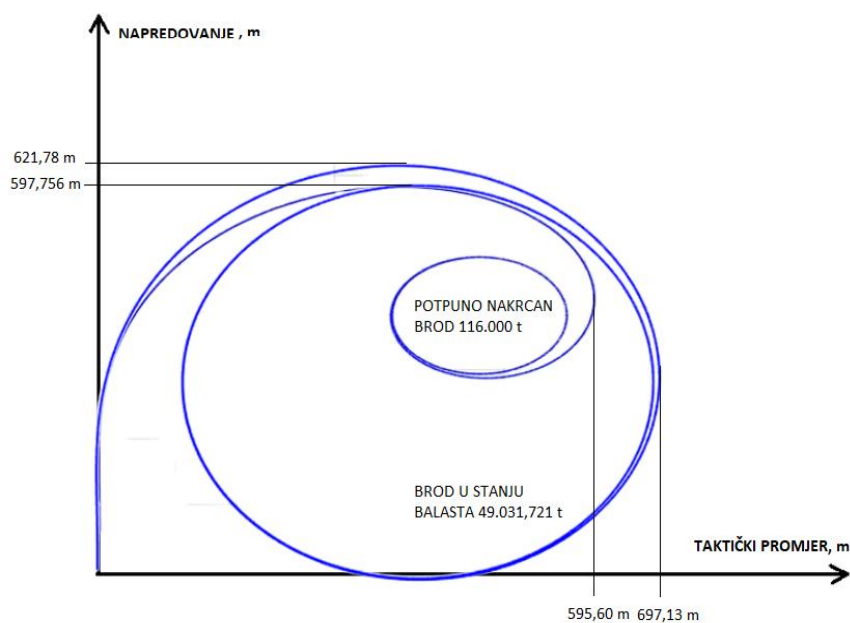 NAPREDOVANJE , m
621,78 m
597,756 m
POTPUNO NAKRCAN
BROD 116.000 t
BROD U STANJU
BALASTA 49.031,721 t
TAKTIČKI PROMJER, m
595,60 m 697,13 m